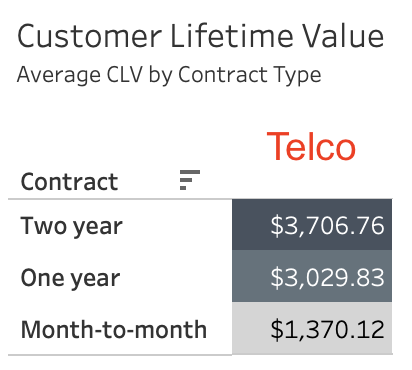 Customer Lifetime Value
Average CLV by Contract Type
Telco
Contract
Two year $3,706.76
One year $3,029.83
Month-to-month $1,370.12